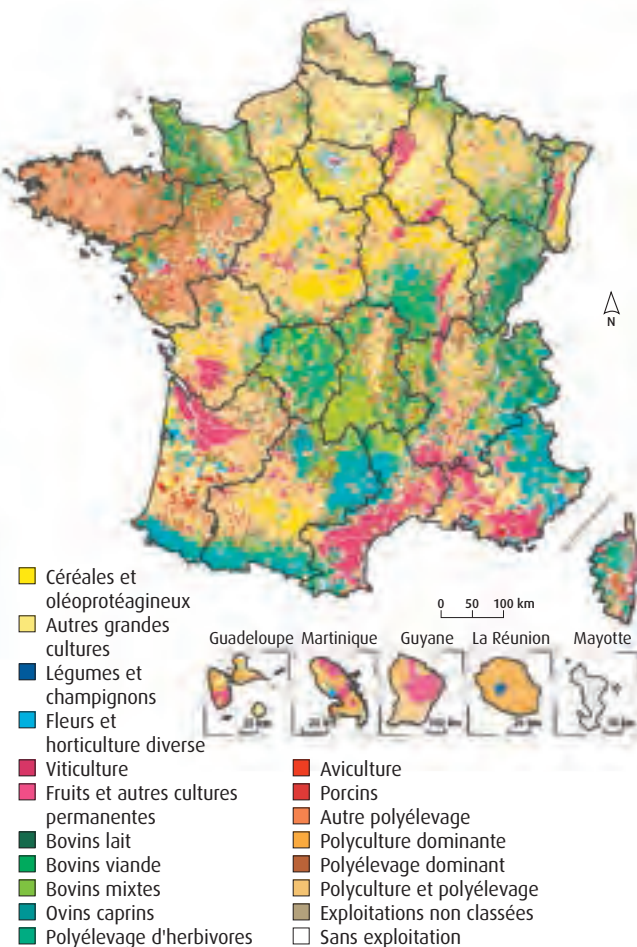 N
0 50 100 km
Guadeloupe Martinique Guyane La Réunion Mayotte
Céréales et
oléoprotéagineux
Autres grandes
cultures
Légumes et
champignons
Fleurs et
horticulture diverse
Viticulture
Fruits et autres cultures
permanentes
Bovins lait
Bovins viande
Bovins mixtes
Ovins caprins
Polyélevage d'herbivores
Aviculture
Porcins
Autre polyélevage
Polyculture dominante
Polyélevage dominant
Polyculture et polyélevage
Exploitations non classées
Sans exploitation